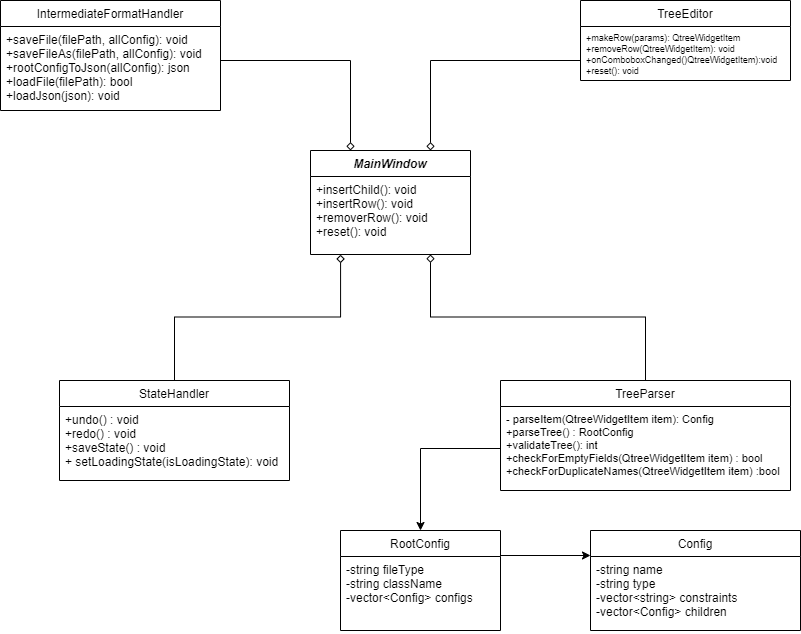 IntermediateFormatHandler
+saveFile(filePath, allConfig): void
+saveFileAs(filePath, allConfig): void
+rootConfigToJson(allConfig): json
+loadFile(filePath): bool
+loadJson(json): void
TreeEditor
+makeRow(params): QtreeWidgetItem
+removeRow(QtreeWidgetItem): void
+onComboboxChanged()QtreeWidgetItem):void
+reset(): void
MainWindow
+insertChild(): void
+insertRow(): void
+removerRow(): void
+reset(): void
StateHandler
+undo() : void
+redo() : void
+saveState() : void
+ setLoadingState(isLoadingState): void
TreeParser
- parseItem(QtreeWidgetItem item): Config
+parseTree() : RootConfig
+validateTree(): int
+checkForEmptyFields(QtreeWidgetItem item) : bool
+checkForDuplicateNames(QtreeWidgetItem item) :bool
RootConfig
-string fileType
-string className
-vector<Config> configs
Config
-string name
-string type
-vector<string> constraints
-vector<Config> children